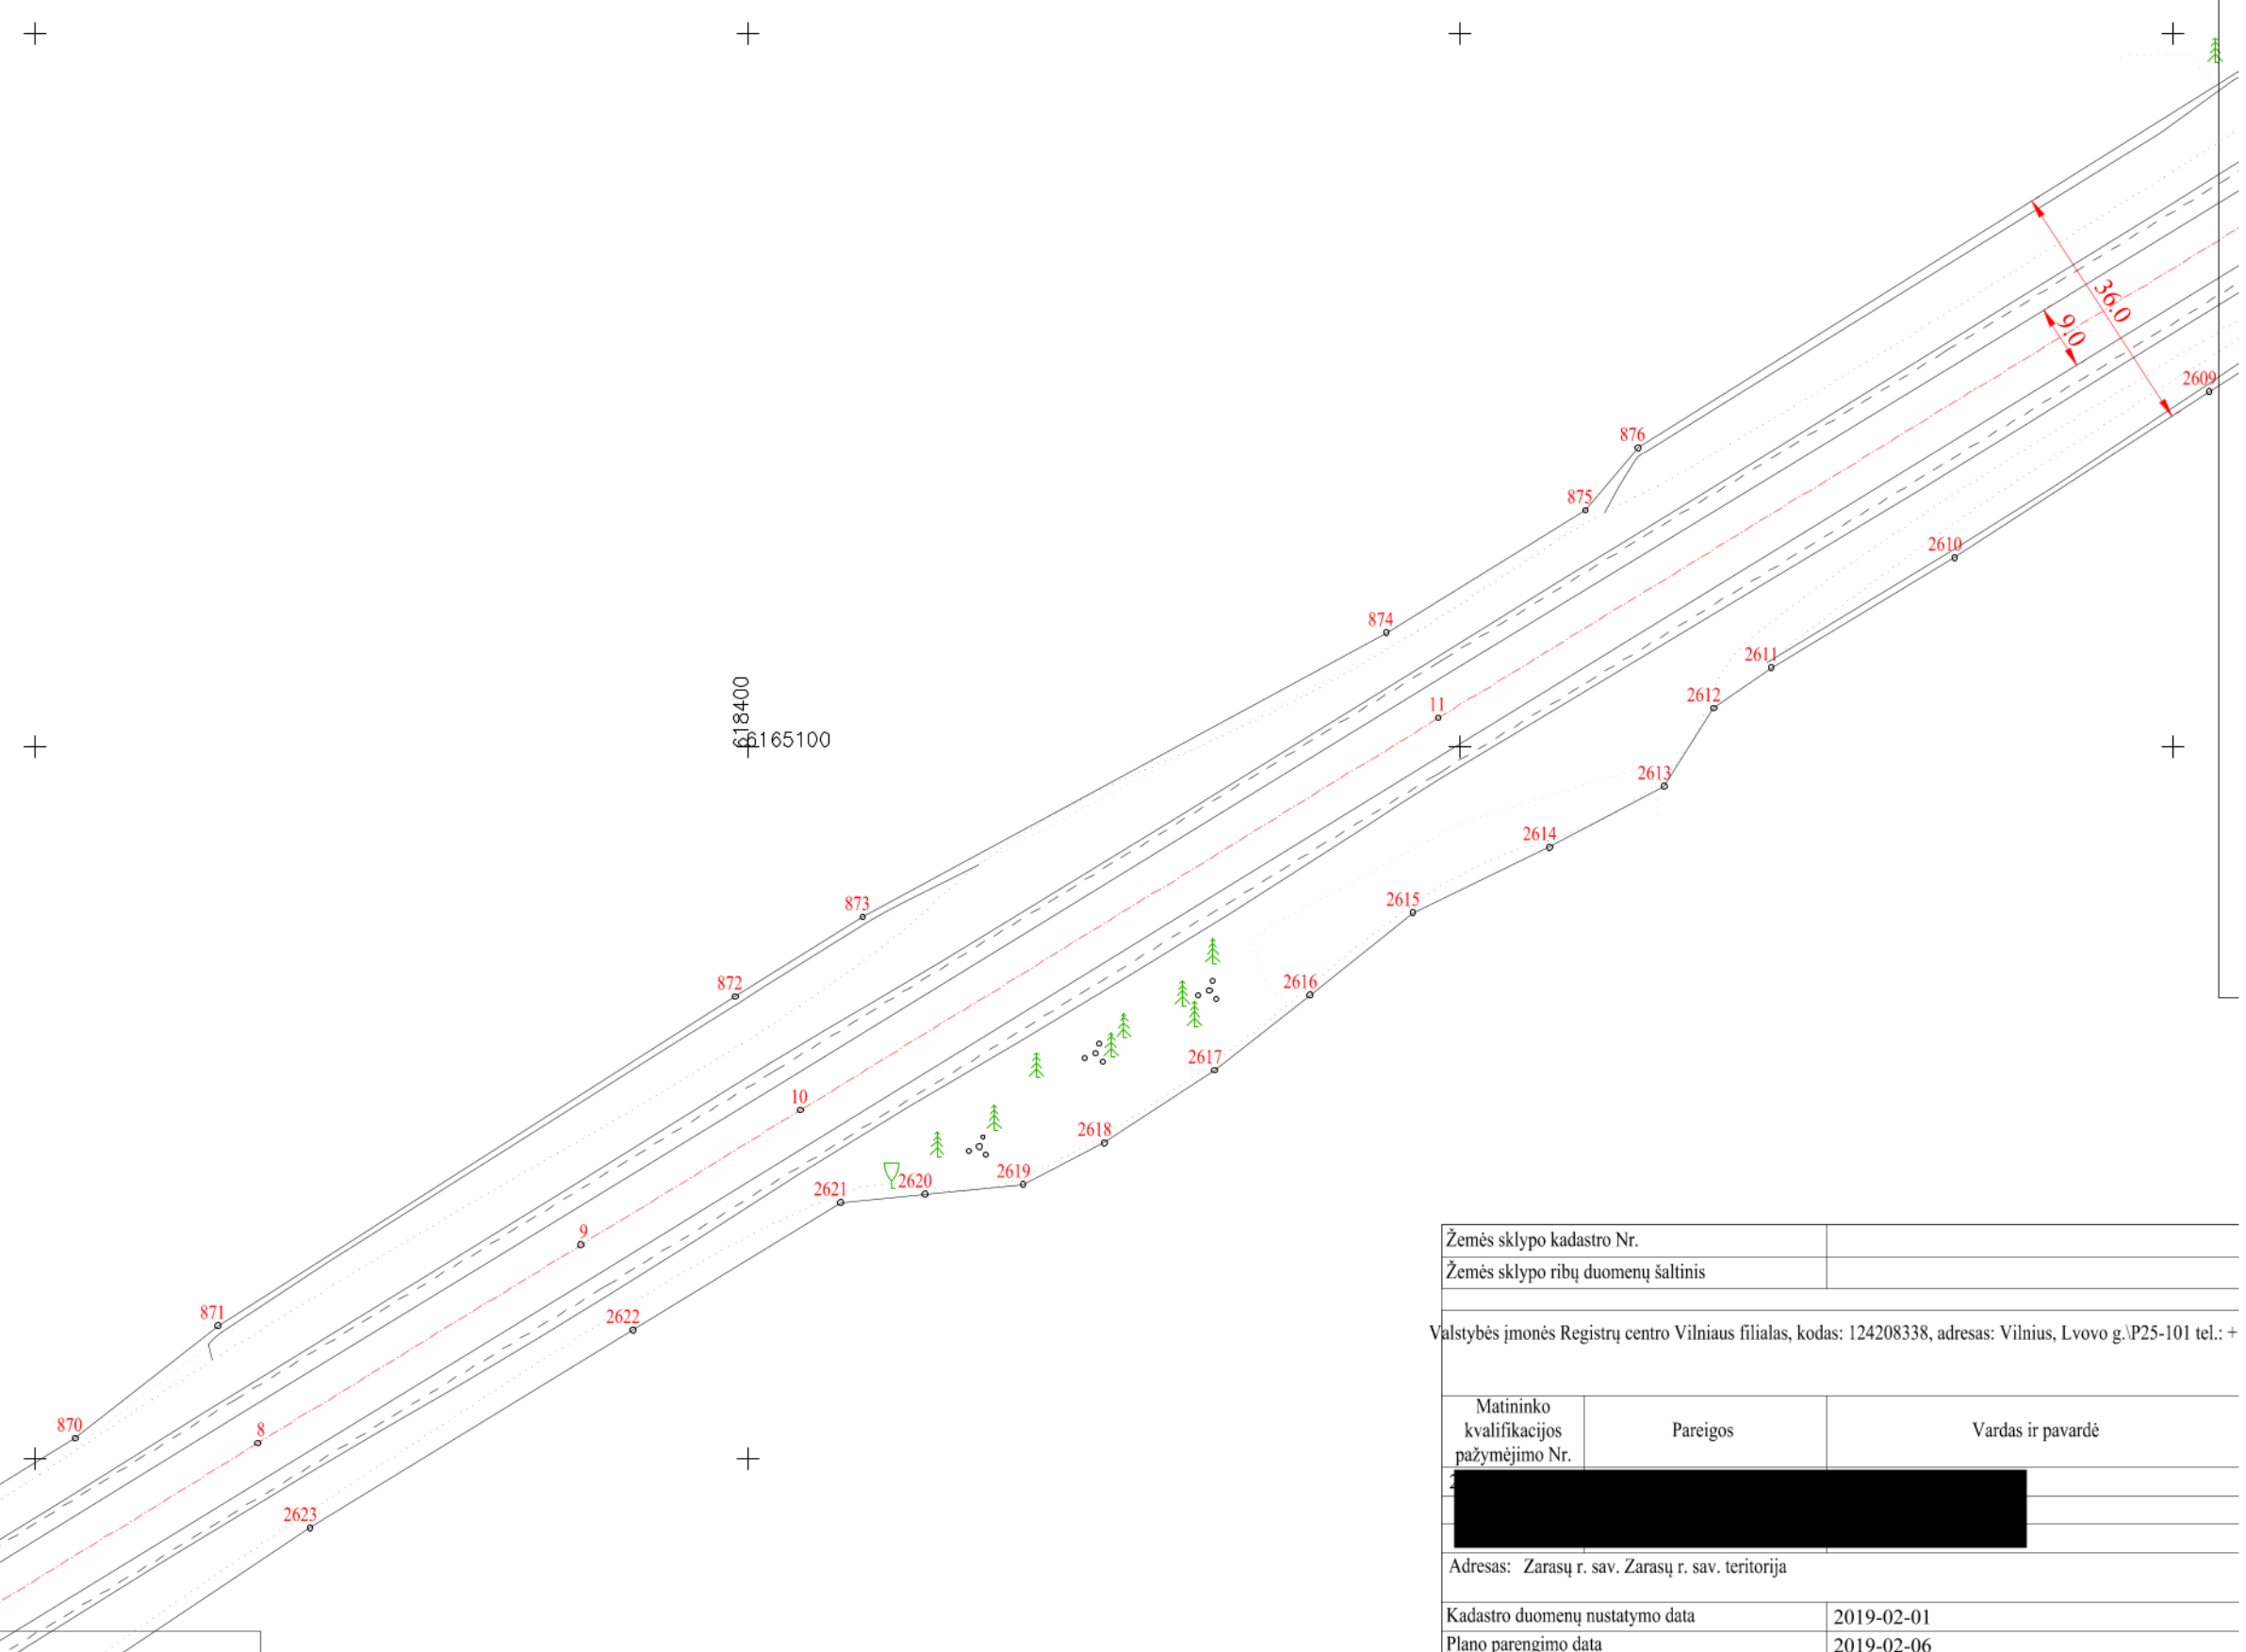 36.0
9.0
2609
876
875
2610
874
2611
2612
11
618400
6165100
2613
2614
873
2615
872
2616
2617
10
2618
2619
2620
2621
9
2622
871
870
8
2623
Žemės sklypo kadastro Nr.
Žemės sklypo ribų duomenų šaltinis
Valstybės įmonės Registrų centro Vilniaus filialas, kodas: 124208338, adresas: Vilnius, Lvovo g.\P25-101 tel.: +
Matininko
kvalifikacijos
pažymėjimo Nr.
Pareigos
Vardas ir pavardė
Adresas: Zarasų r. sav. Zarasų r. sav. teritorija
Kadastro duomenų nustatymo data 2019-02-01
Plano parengimo data 2019-02-06